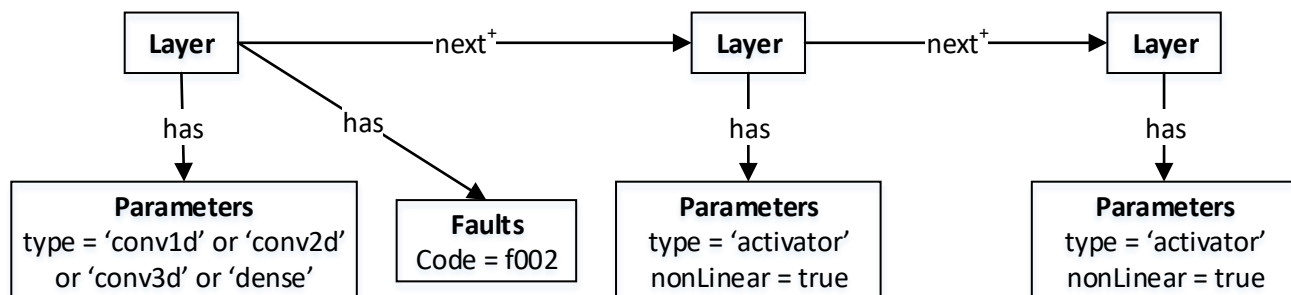 Layer
next+
Layer
next+
Layer
has
has
has
has
Parameters
type = ‘conv1d’ or ‘conv2d’
or ‘conv3d’ or ‘dense’
Faults
Code = f002
Parameters
type = ‘activator’
nonLinear = true
Parameters
type = ‘activator’
nonLinear = true